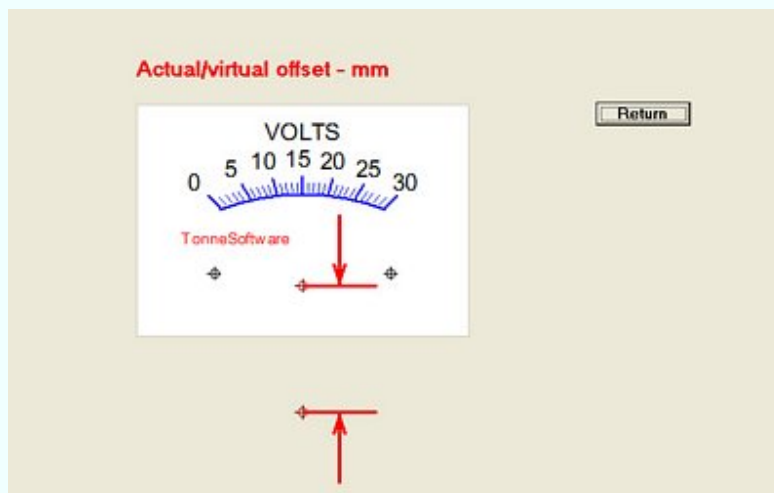 Actual/virtual offset - mm
Return
VOLTS
0 5 10 15 20 25 30
TonneSoftware